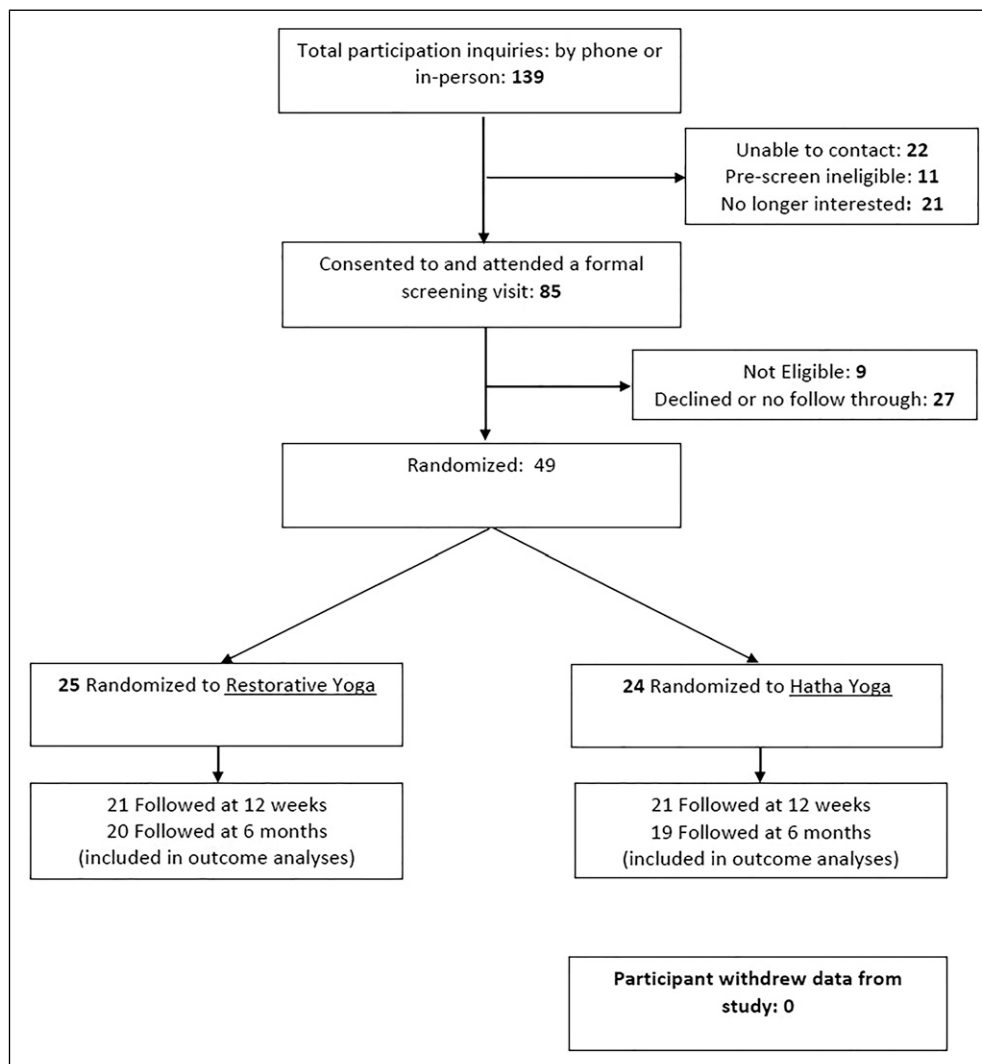 Total participation inquiries: by phone or
in-person: 139
Unable to contact: 22
Pre-screen ineligible: 11
No longer interested: 21
Consented to and attended a formal
screening visit: 85
Not Eligible: 9
Declined or no follow through: 27
Randomized: 49
25 Randomized to Restorative Yoga
24 Randomized to Hatha Yoga
21 Followed at 12 weeks
20 Followed at 6 months
(included in outcome analyses)
21 Followed at 12 weeks
19 Followed at 6 months
(included in outcome analyses)
Participant withdrew data from
study: 0